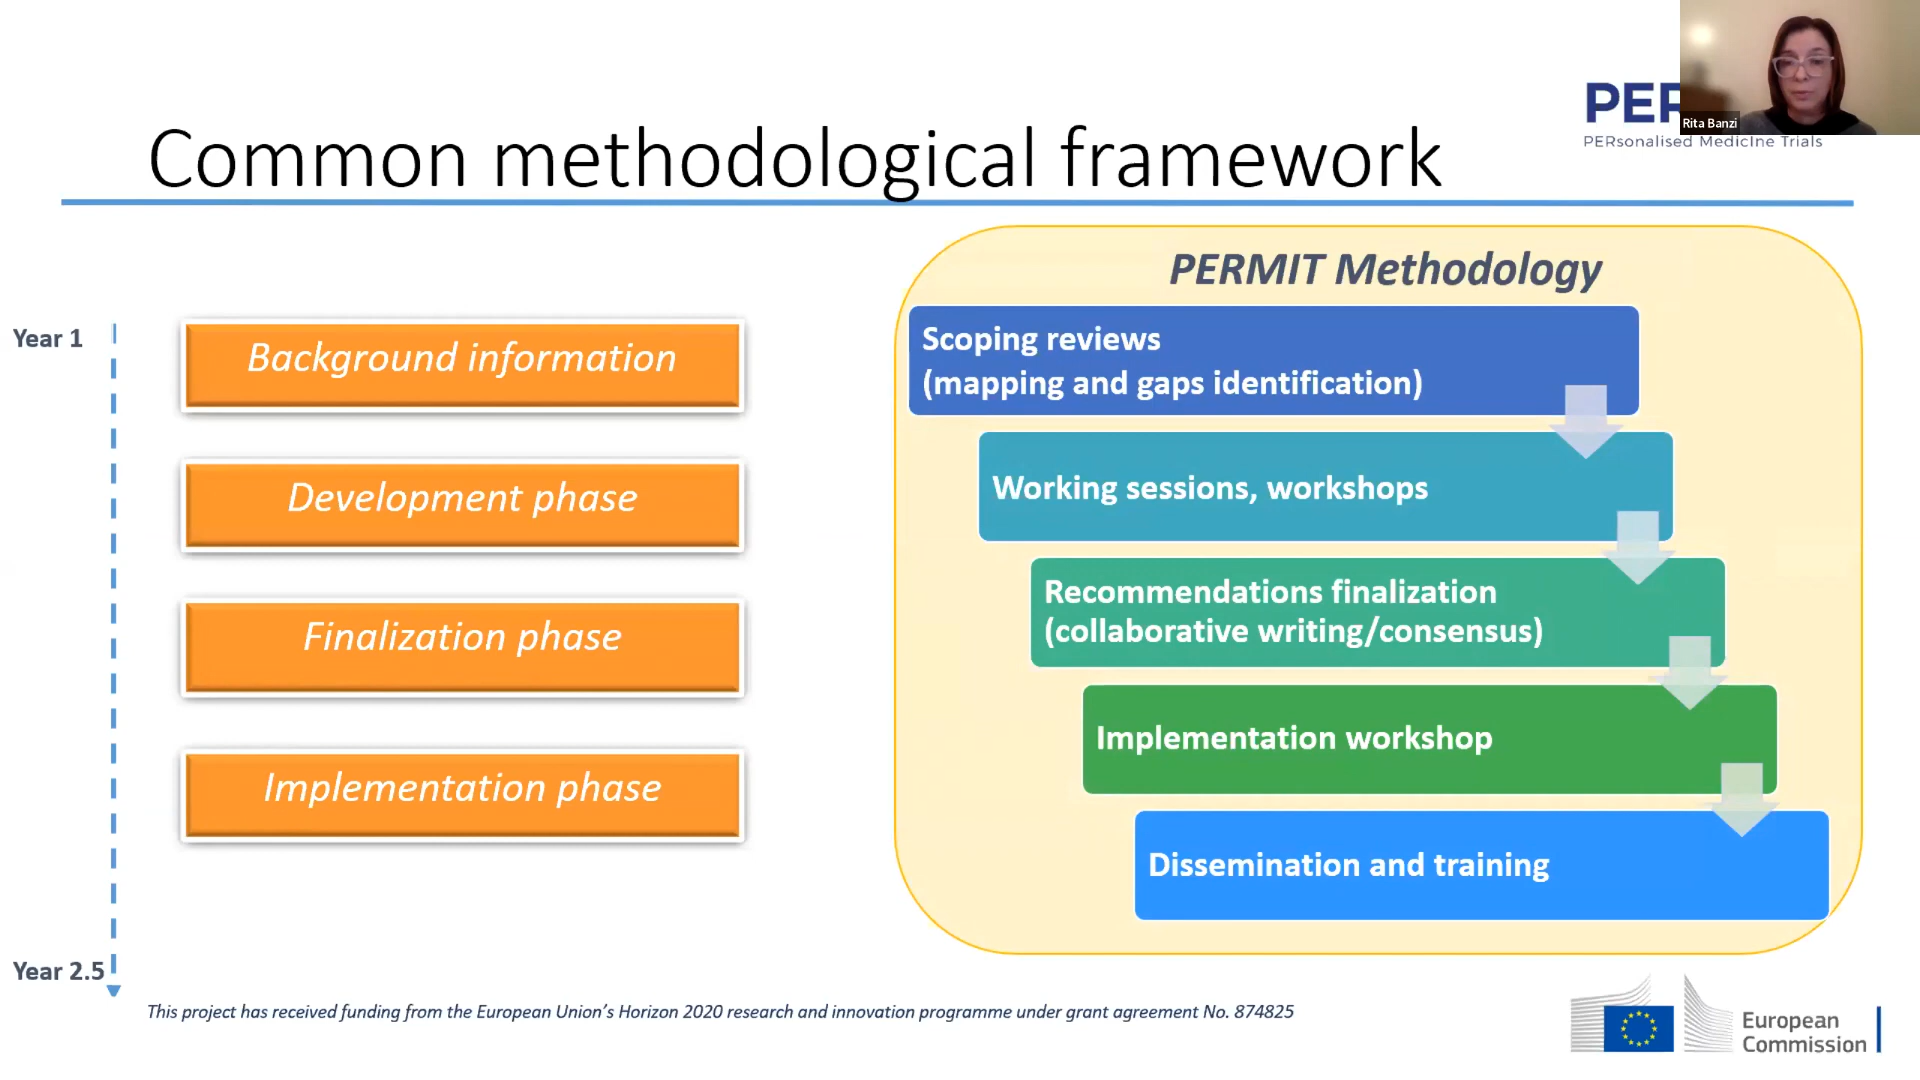 Rita Banzi
PER
PERsonalised MedicIne Trials
Common methodological framework
Year 1
Background information
Development phase
Finalization phase
Implementation phase
Year 2.5
PERMIT Methodology
Scoping reviews
(mapping and gaps identification)
Working sessions, workshops
Recommendations finalization
(collaborative writing/consensus)
Implementation workshop
Dissemination and training
This project has received funding from the European Union’s Horizon 2020 research and innovation programme under grant agreement No. 874825
European
Commission